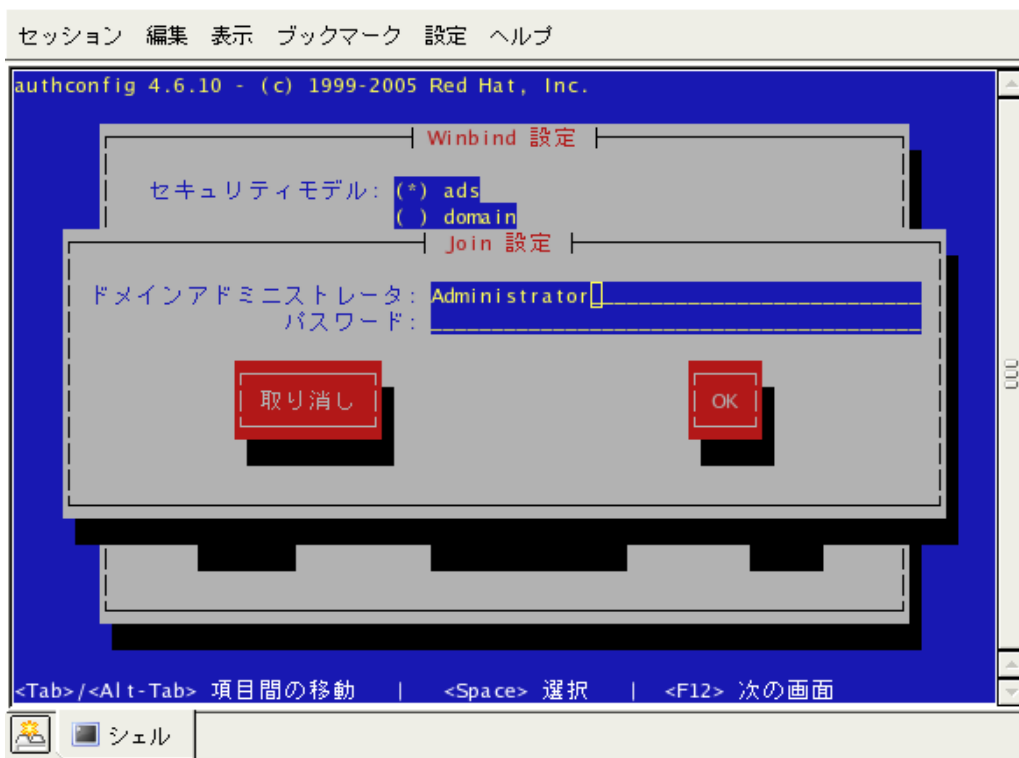 セッション 編集 表示 ブックマーク 設定 ヘルプ
authconfig 4.6.10 - (c) 1999-2005 Red Hat, Inc.
Winbind 設定
セキュリティモデル: (*) ads
( ) domain
Join 設定
ドメインアドミニストレータ: Administrator
パスワード:
取り消し OK
<Tab>/<Alt-Tab> 項目間の移動 | <Space> 選択 | <F12> 次の画面
シェル